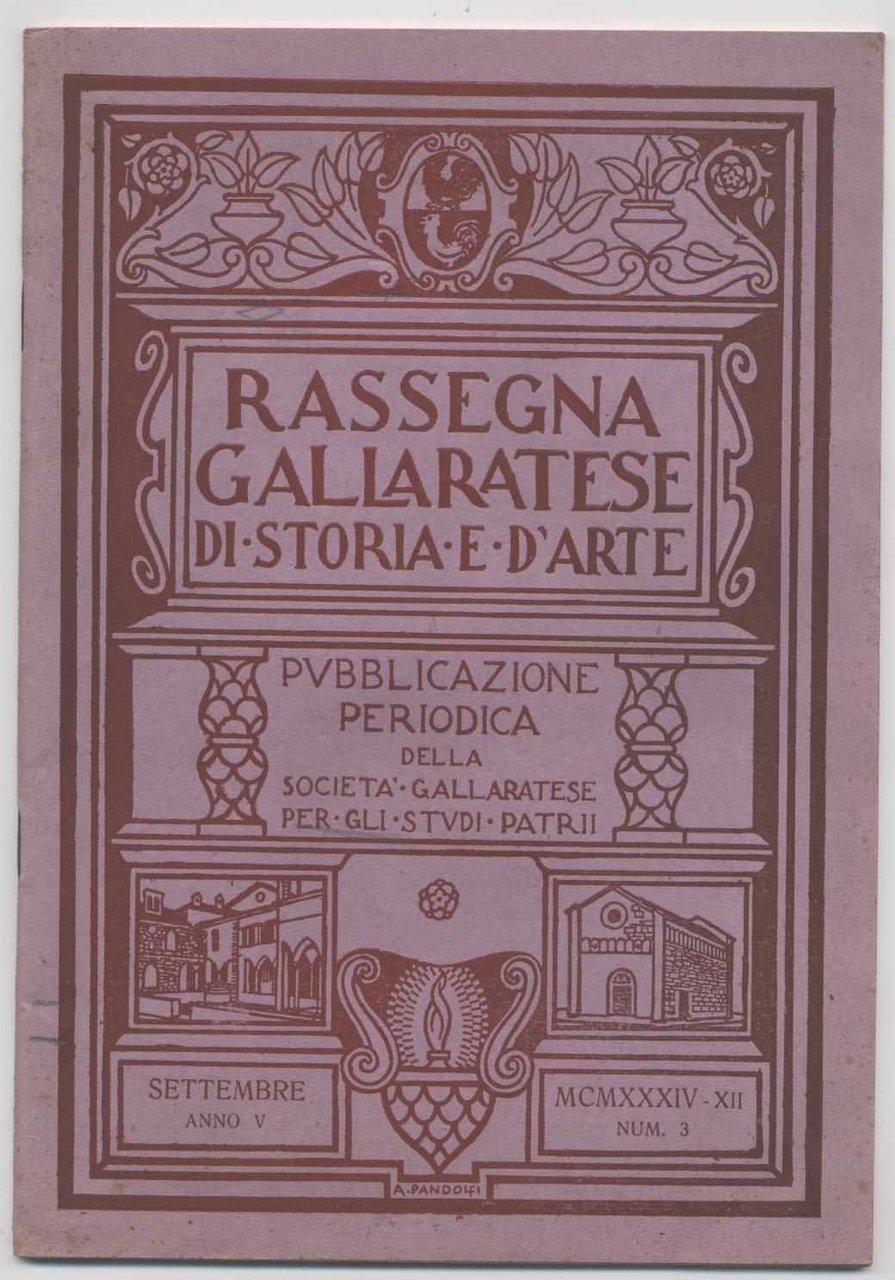 RASSEGNA
GALLARATESE
DI·STORIA·E·D'ARTE
PVBBLICAZIONE
PERIODICA
DELLA
SOCIETA'·GALLARATESE
PER·GLI·STVDI·PATRII
SETTEMBRE
ANNO V
MCMXXXIV-XII
NUM. 3
A·PANDOLFI